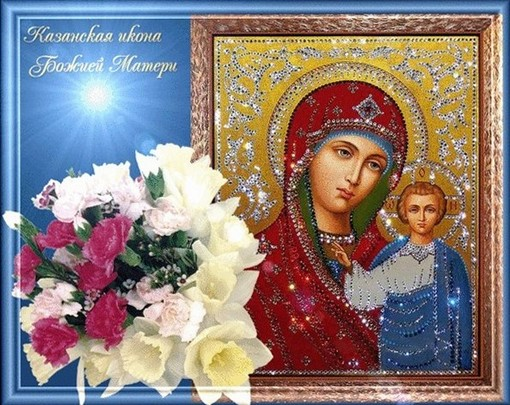 Казанская икона
Божией Матери